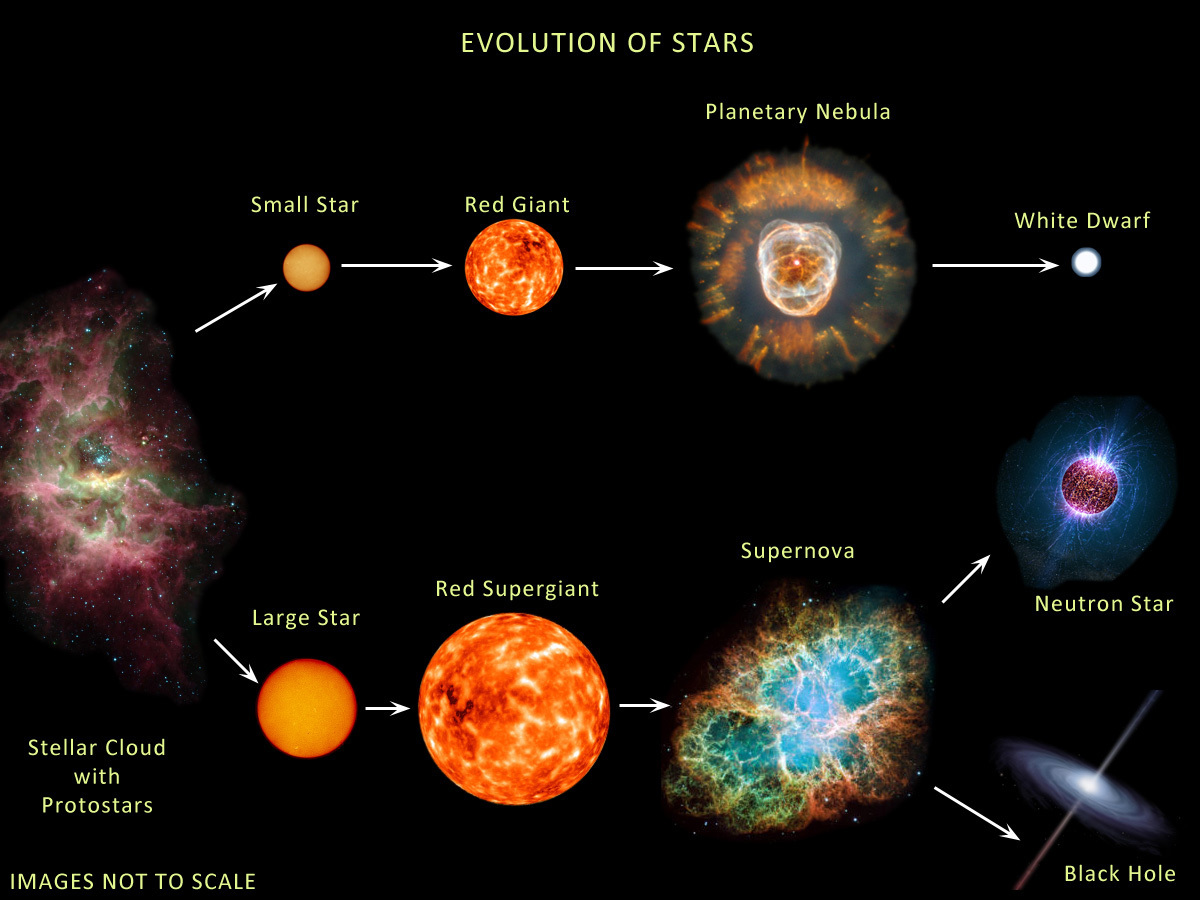 EVOLUTION OF STARS
Planetary Nebula
Small Star
Red Giant
White Dwarf
Supernova
Neutron Star
Red Supergiant
Large Star
Stellar Cloud
with
Protostars
Black Hole
IMAGES NOT TO SCALE